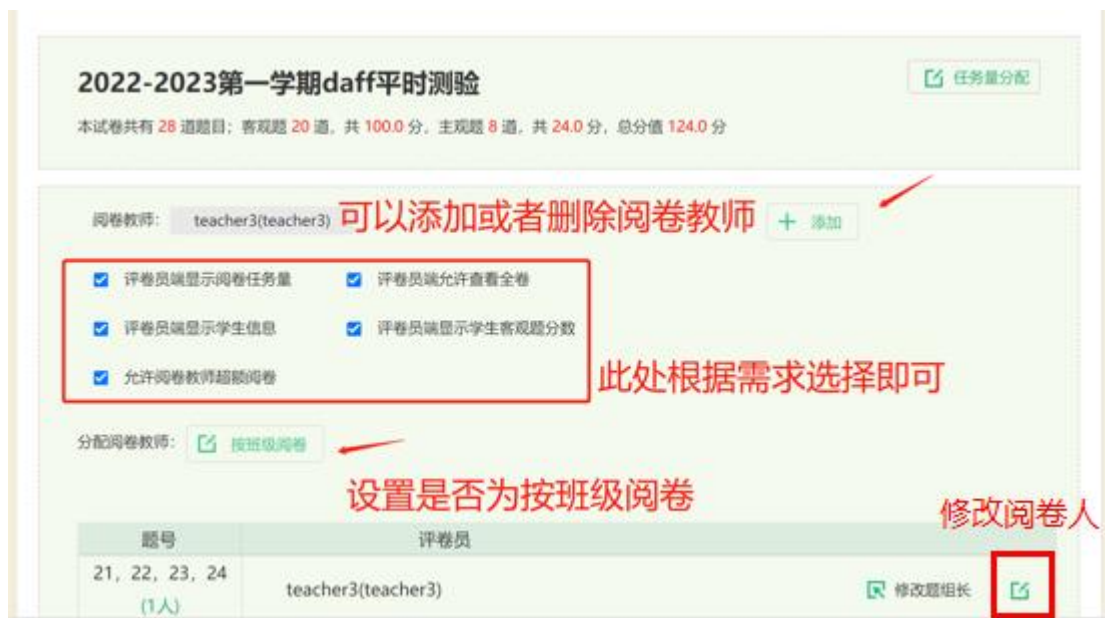 2022-2023第一学期daff平时测验
任务量分配
本试卷共有 28 道题目；客观题 20 道，共 100.0 分，主观题 8 道，共 24.0 分，总分值 124.0 分
阅卷教师： teacher3(teacher3) 可以添加或者删除阅卷教师 添加
评卷员端显示阅卷任务量 评卷员端允许查看全卷
评卷员端显示学生信息 评卷员端显示学生客观题分数
允许阅卷教师超额阅卷
此处根据需求选择即可
分配阅卷教师： 按班级阅卷
设置是否为按班级阅卷
修改阅卷人
题号 评卷员
21，22，23，24
(1人)
teacher3(teacher3) 修改题组长